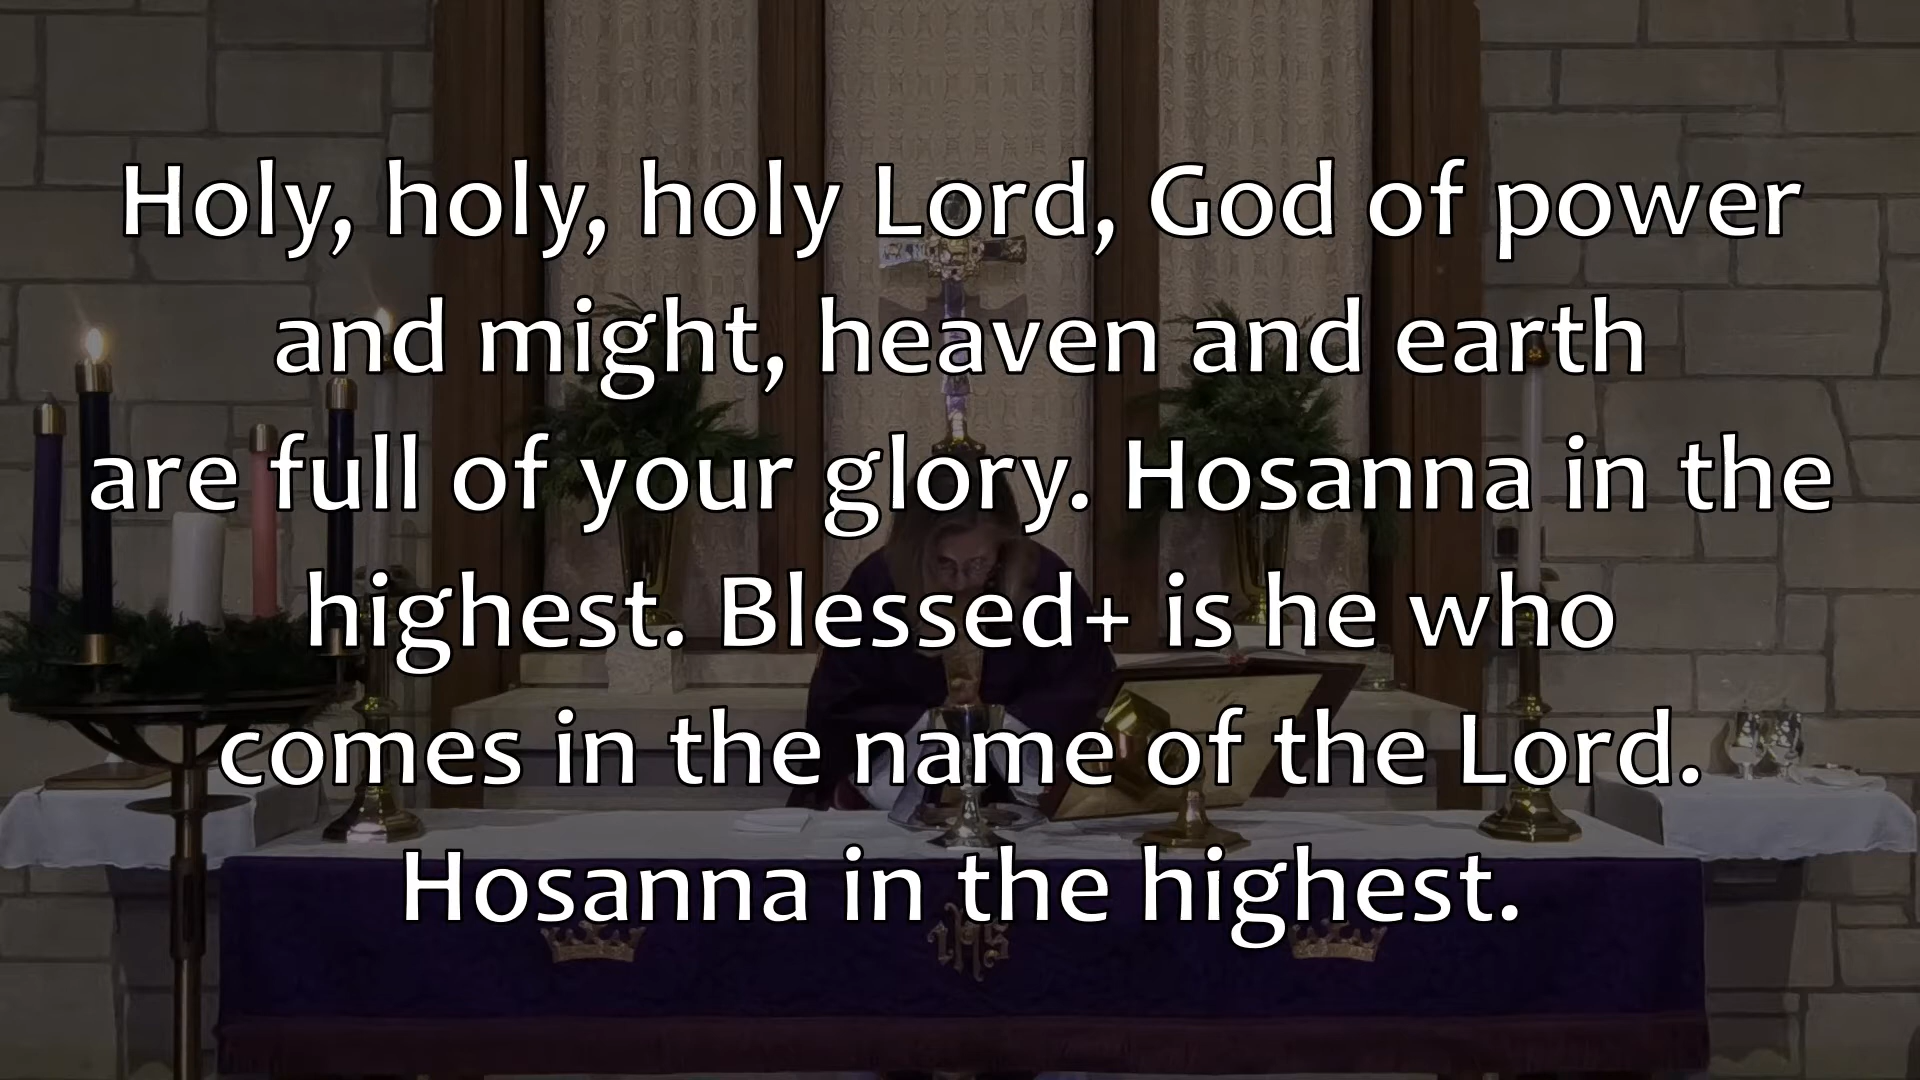 Holy, holy, holy Lord, God of power
and might, heaven and earth
are full of your glory. Hosanna in the
highest. Blessed+ is he who
comes in the name of the Lord.
Hosanna in the highest.
IHS